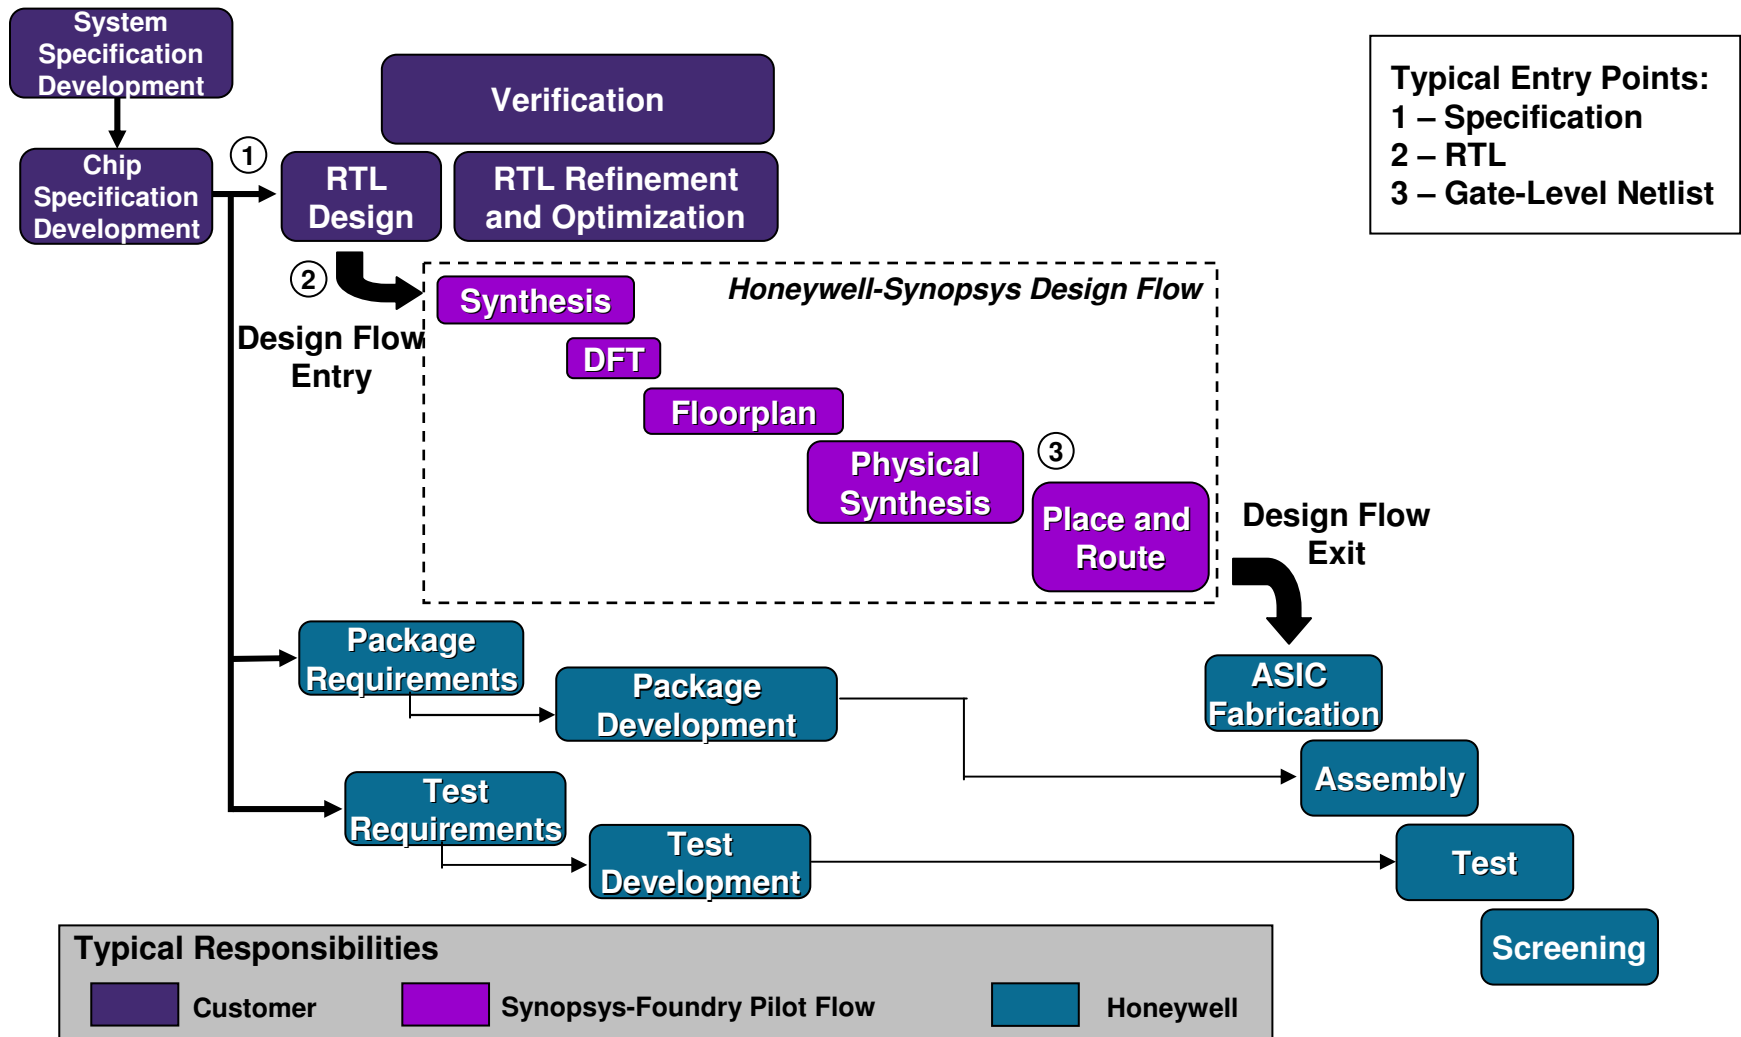 System
Specification
Development
Verification
Typical Entry Points:
1 – Specification
2 – RTL
3 – Gate-Level Netlist
Chip
Specification
Development
1
RTL
Design
RTL Refinement
and Optimization
2
Design Flow
Entry
Honeywell-Synopsys Design Flow
Synthesis
DFT
Floorplan
Physical
Synthesis
3
Place and
Route
Design Flow
Exit
Package
Requirements
Package
Development
ASIC
Fabrication
Assembly
Test
Requirements
Test
Development
Test
Screening
Typical Responsibilities
Customer
Synopsys-Foundry Pilot Flow
Honeywell